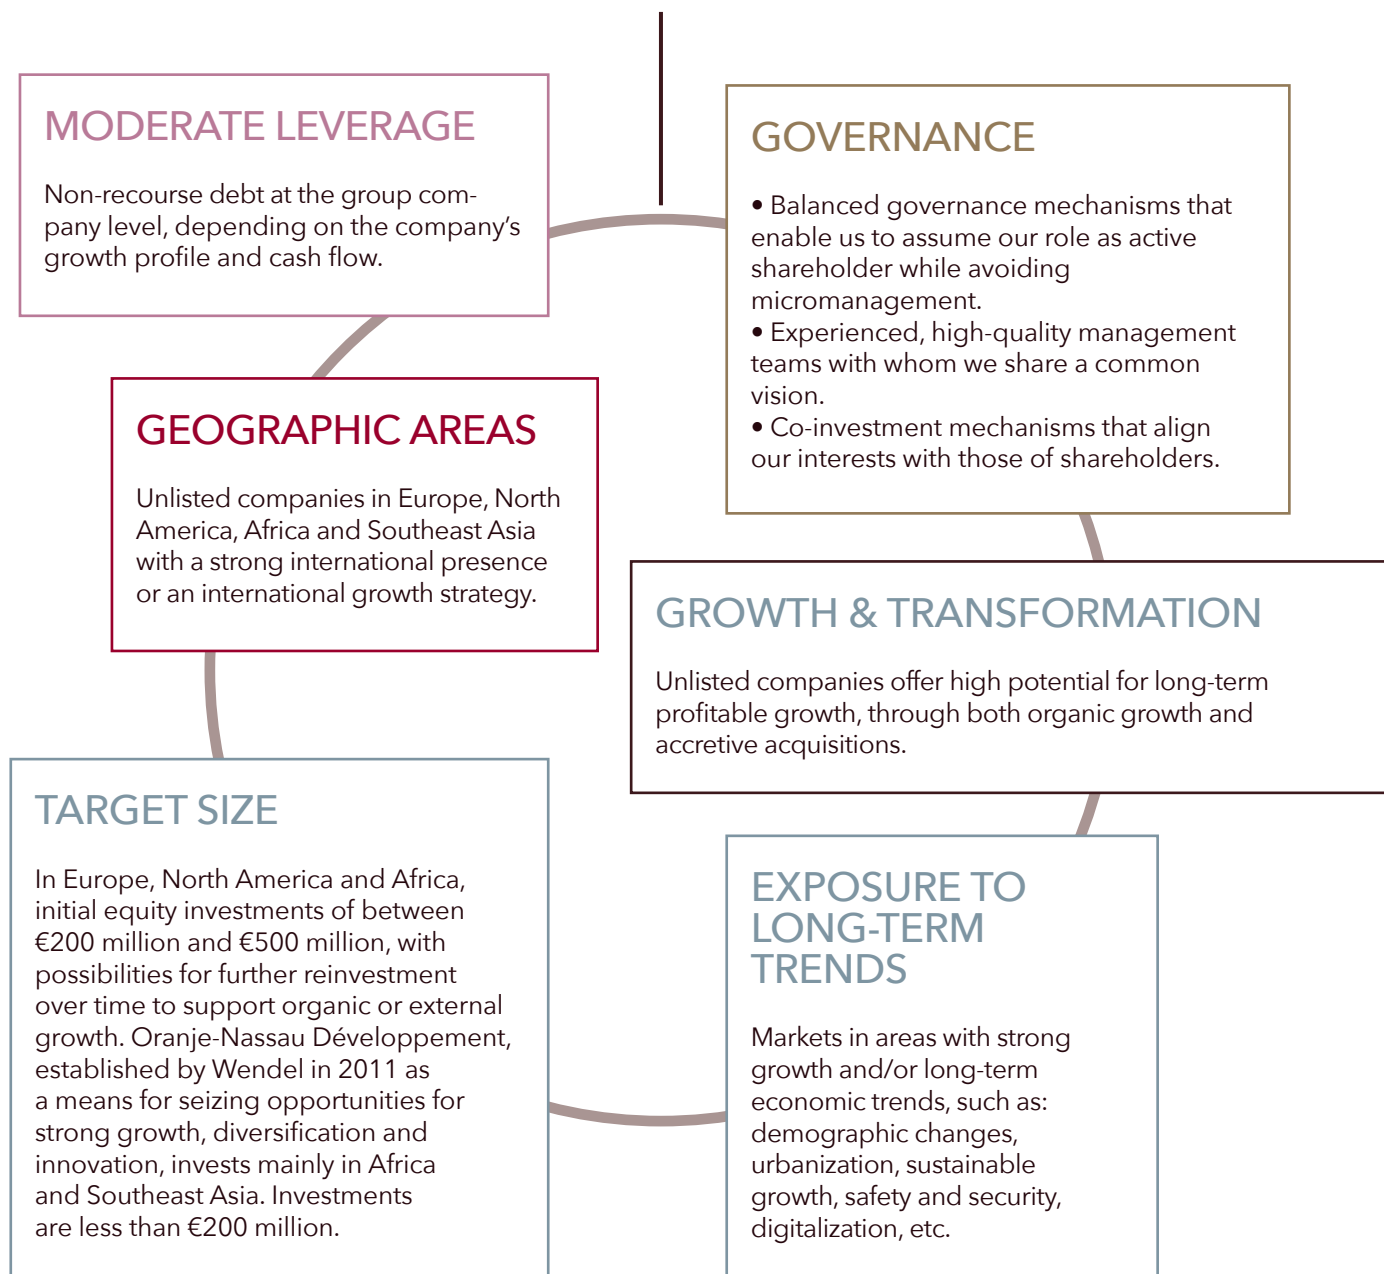 MODERATE LEVERAGE
Non-recourse debt at the group com-
pany level, depending on the company’s
growth profile and cash flow.
GOVERNANCE
• Balanced governance mechanisms that
enable us to assume our role as active
shareholder while avoiding
micromanagement.
• Experienced, high-quality management
teams with whom we share a common
vision.
• Co-investment mechanisms that align
our interests with those of shareholders.
GEOGRAPHIC AREAS
Unlisted companies in Europe, North
America, Africa and Southeast Asia
with a strong international presence
or an international growth strategy.
GROWTH & TRANSFORMATION
Unlisted companies offer high potential for long-term
profitable growth, through both organic growth and
accretive acquisitions.
TARGET SIZE
In Europe, North America and Africa,
initial equity investments of between
€200 million and €500 million, with
possibilities for further reinvestment
over time to support organic or external
growth. Oranje-Nassau Développement,
established by Wendel in 2011 as
a means for seizing opportunities for
strong growth, diversification and
innovation, invests mainly in Africa
and Southeast Asia. Investments
are less than €200 million.
EXPOSURE TO
LONG-TERM
TRENDS
Markets in areas with strong
growth and/or long-term
economic trends, such as:
demographic changes,
urbanization, sustainable
growth, safety and security,
digitalization, etc.